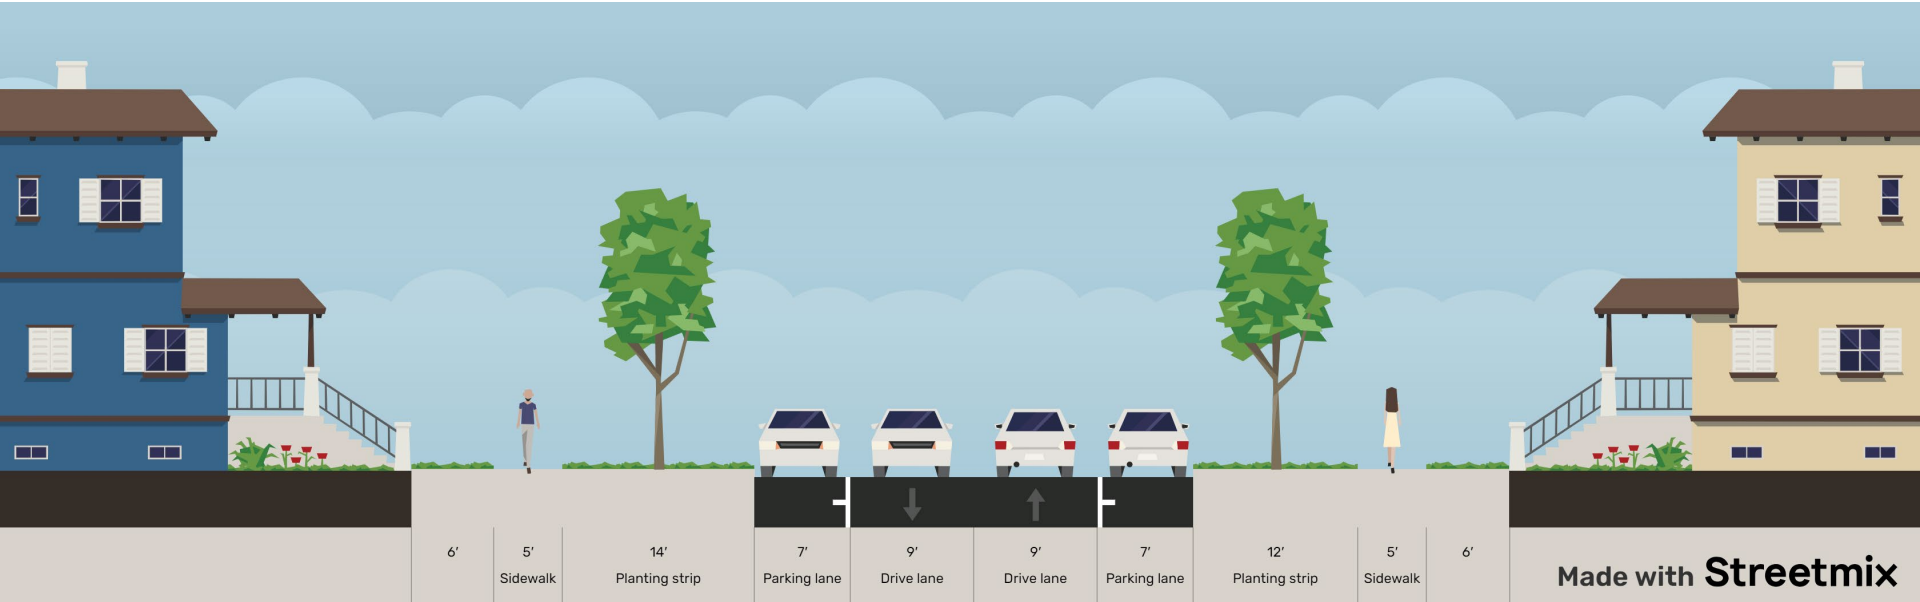 6′ 5′ 14′ 7′ 9′ 9′ 7′ 12′ 5′ 6′
Sidewalk Planting strip Parking lane Drive lane Drive lane Parking lane Planting strip Sidewalk
Made with Streetmix